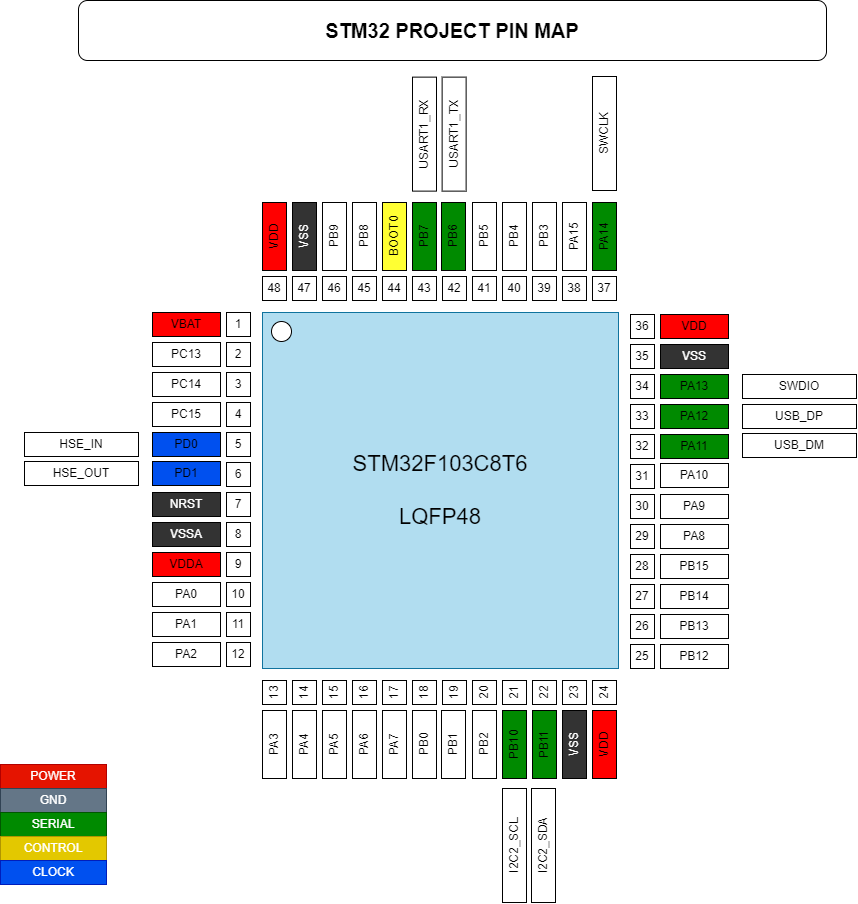 STM32 PROJECT PIN MAP
USART1_RX
USART1_TX
SWCLK
VDD
VSS
PB9
PB8
BOOT0
PB7
PB6
PB5
PB4
PB3
PA15
PA14
48
47
46
45
44
43
42
41
40
39
38
37
VBAT 1
PC13 2
PC14 3
PC15 4
HSE_IN PD0 5
HSE_OUT PD1 6
NRST 7
VSSA 8
VDDA 9
PA0 10
PA1 11
PA2 12
STM32F103C8T6
LQFP48
36 VDD
35 VSS
34 PA13 SWDIO
33 PA12 USB_DP
32 PA11 USB_DM
31 PA10
30 PA9
29 PA8
28 PB15
27 PB14
26 PB13
25 PB12
13
14
15
16
17
18
19
20
21
22
23
24
PA3
PA4
PA5
PA6
PA7
PB0
PB1
PB2
PB10
PB11
VSS
VDD
I2C2_SCL
I2C2_SDA
POWER
GND
SERIAL
CONTROL
CLOCK